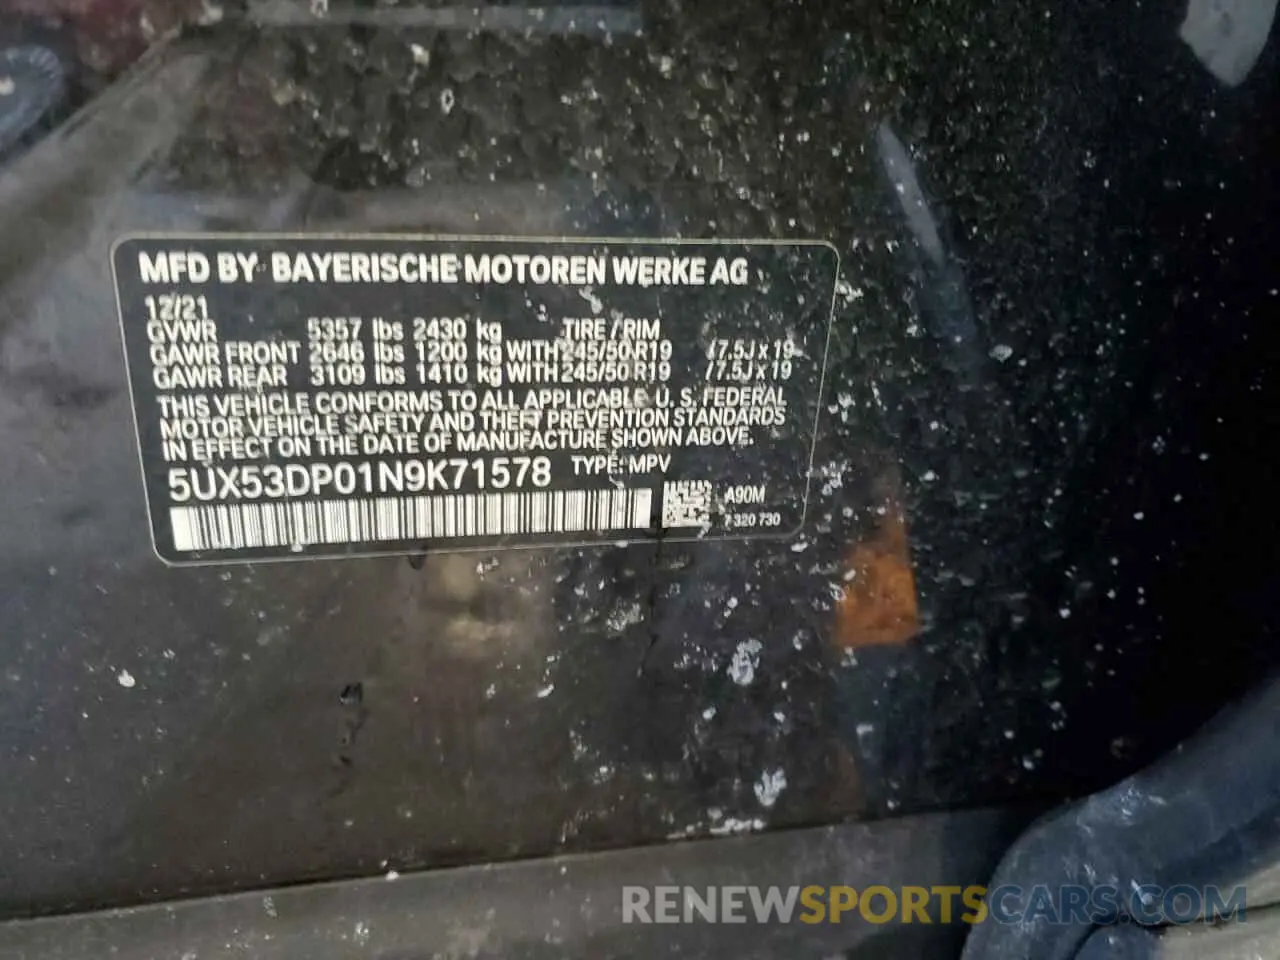 MFD BY BAYERISCHE MOTOREN WERKE AG
12/21
GVWR 5357 lbs 2430 kg TIRE / RIM
GAWR FRONT 2646 lbs 1200 kg WITH 245/50 R19 /7.5J x 19
GAWR REAR 3109 lbs 1410 kg WITH 245/50 R19 /7.5J x 19
THIS VEHICLE CONFORMS TO ALL APPLICABLE U. S. FEDERAL
MOTOR VEHICLE SAFETY AND THEFT PREVENTION STANDARDS
IN EFFECT ON THE DATE OF MANUFACTURE SHOWN ABOVE.
5UX53DP01N9K71578 TYPE: MPV
A90M
7 320 730
RENEWSPORTSCARS.COM